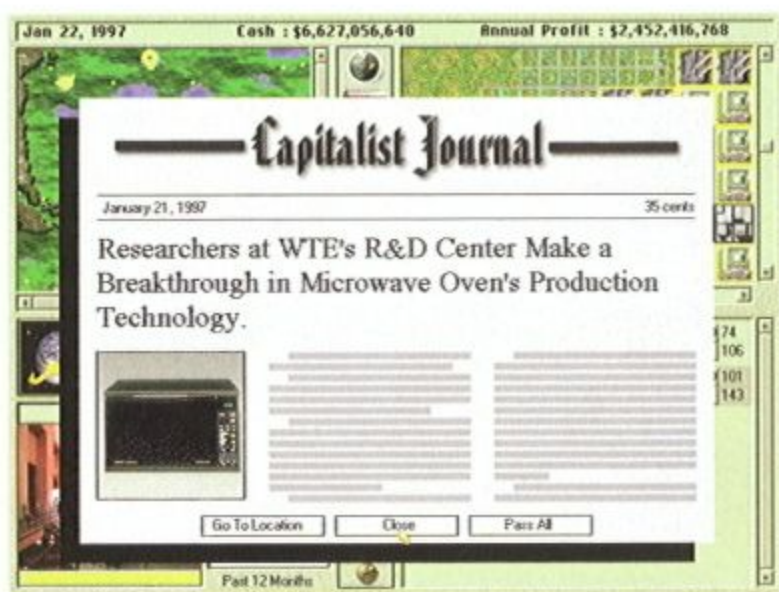 Jan 22, 1997 Cash : $6,627,056,640 Annual Profit : $2,452,416,768
Capitalist Journal
January 21, 1997 35 cents
Researchers at WTE's R&D Center Make a
Breakthrough in Microwave Oven's Production
Technology.
74
106
101
143
Go To Location Close Pass All
Past 12 Months